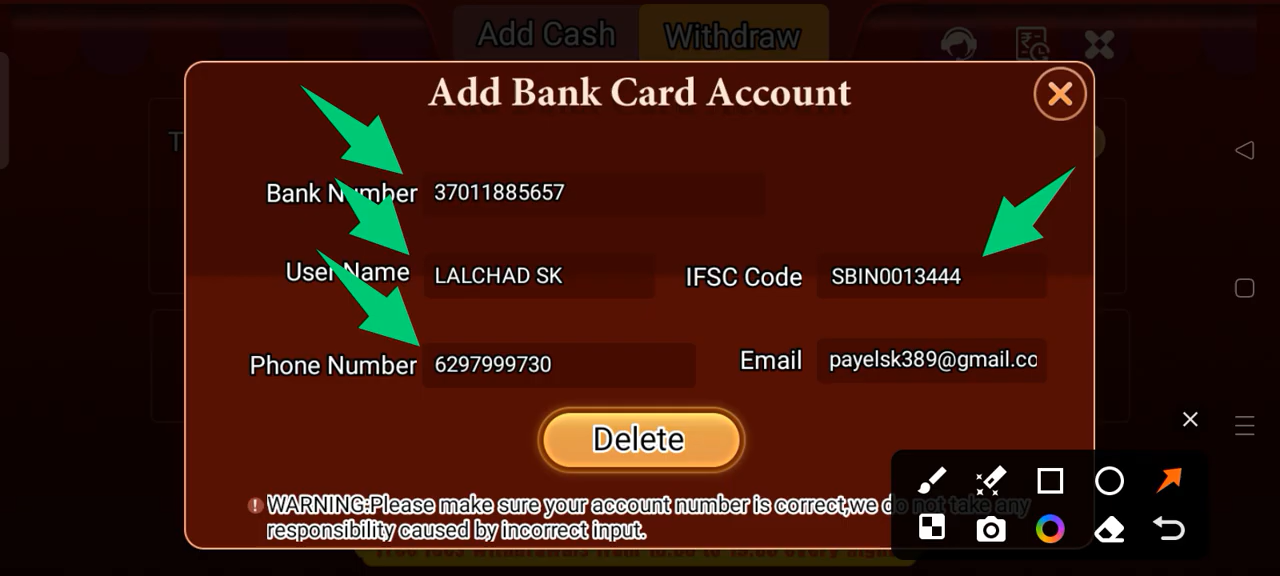 Add Cash
Withdraw
Add Bank Card Account
Bank Number 37011885657
User Name LALCHAD SK IFSC Code SBIN0013444
Phone Number 6297999730 Email payelsk389@gmail.co
Delete
WARNING:Please make sure your account number is correct,we do not take any
responsibility caused by incorrect input.